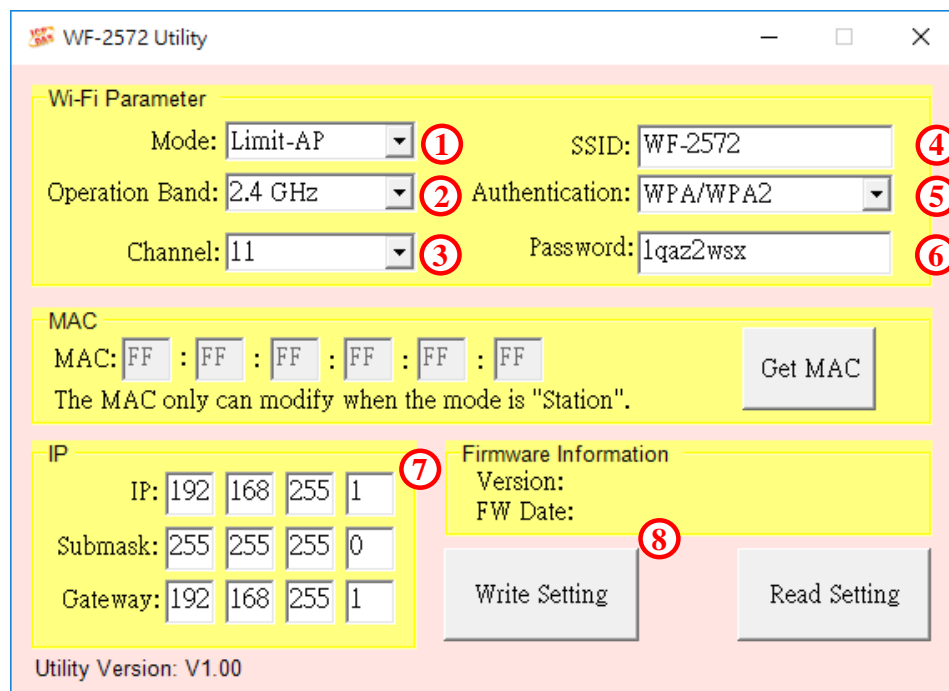 WF-2572 Utility
Wi-Fi Parameter
Mode: Limit-AP 1
Operation Band: 2.4 GHz 2
Channel: 11 3
SSID: WF-2572 4
Authentication: WPA/WPA2 5
Password: 1qaz2wsx 6
MAC
MAC: FF : FF : FF : FF : FF : FF
The MAC only can modify when the mode is "Station".
Get MAC
IP 7
IP: 192 168 255 1
Submask: 255 255 255 0
Gateway: 192 168 255 1
Firmware Information
Version:
FW Date:
8
Write Setting
Read Setting
Utility Version: V1.00